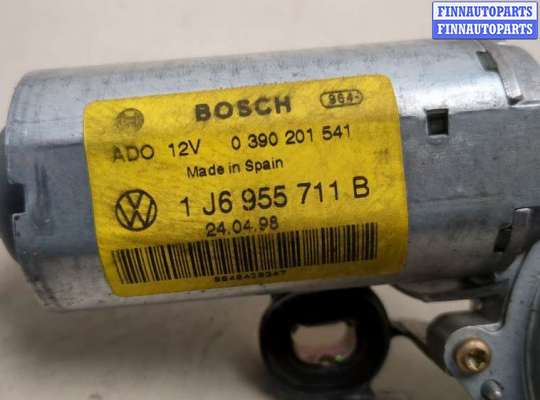 FINNAUTOPARTS
FINNAUTOPARTS
BOSCH 964-
ADO 12V 0 390 201 541
Made in Spain
1 J6 955 711 B
24.04.98